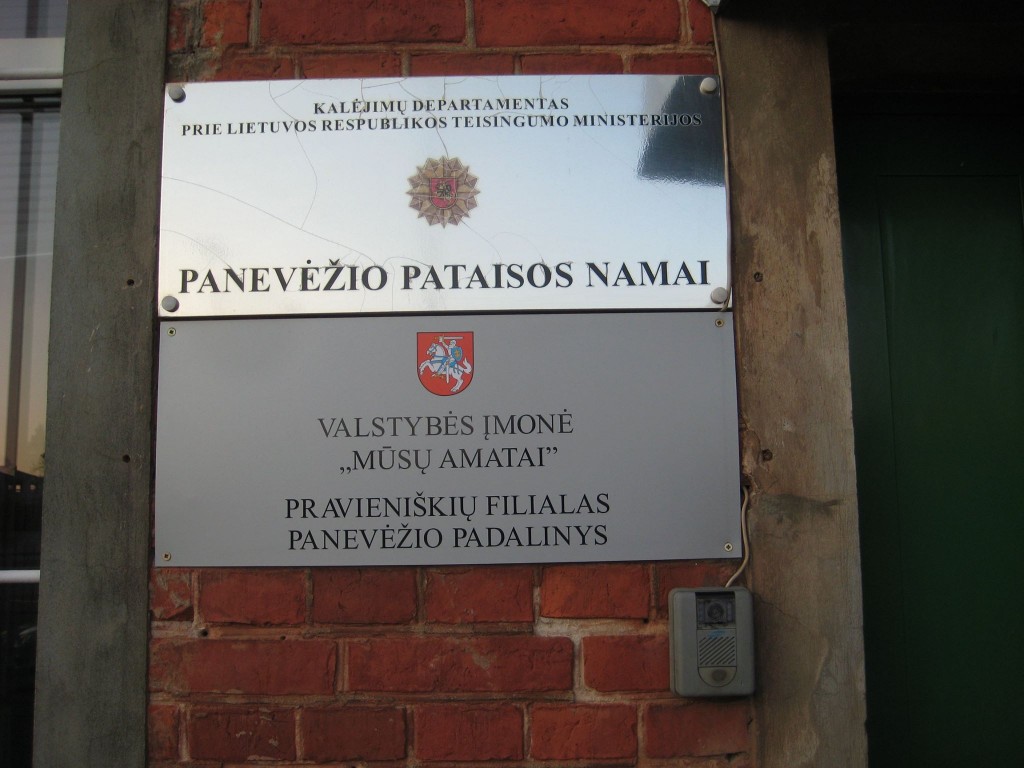 KALĖJIMŲ DEPARTAMENTAS
PRIE LIETUVOS RESPUBLIKOS TEISINGUMO MINISTERIJOS
PANEVĖŽIO PATAISOS NAMAI
VALSTYBĖS ĮMONĖ
„MŪSŲ AMATAI”
PRAVIENIŠKIŲ FILIALAS
PANEVĖŽIO PADALINYS